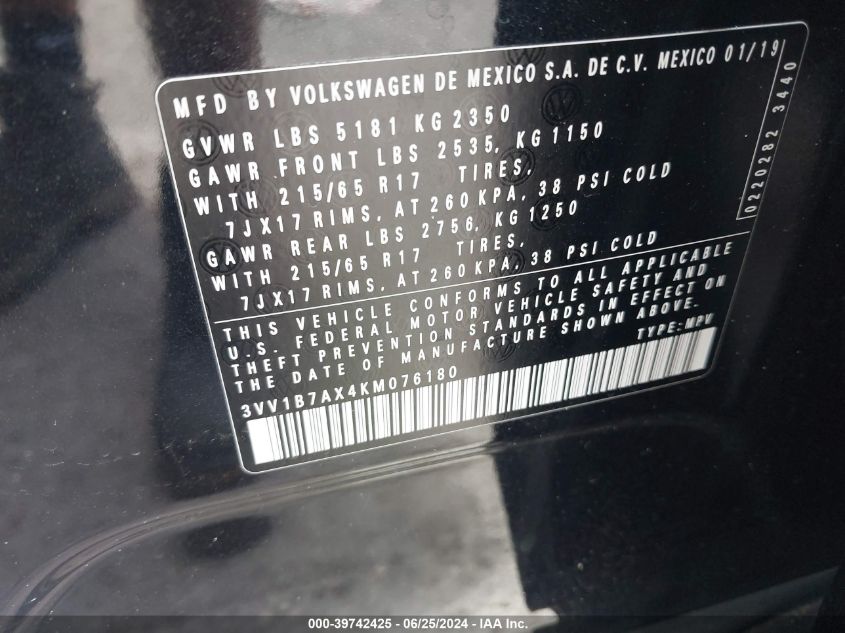 MFD BY VOLKSWAGEN DE MEXICO S.A. DE C.V. MEXICO 01/19
GVWR LBS 5181 KG 2350
GAWR FRONT LBS 2535, KG 1150
WITH 215/65 R17 TIRES,
7JX17 RIMS, AT 260 KPA, 38 PSI COLD
GAWR REAR LBS 2756, KG 1250
WITH 215/65 R17 TIRES,
7JX17 RIMS, AT 260 KPA, 38 PSI COLD
0220282 3440
THIS VEHICLE CONFORMS TO ALL APPLICABLE
U.S. FEDERAL MOTOR VEHICLE SAFETY AND
THEFT PREVENTION STANDARDS IN EFFECT ON
THE DATE OF MANUFACTURE SHOWN ABOVE.
TYPE: MPV
3VV1B7AX4KM076180
000-39742425 - 06/25/2024 - IAA Inc.